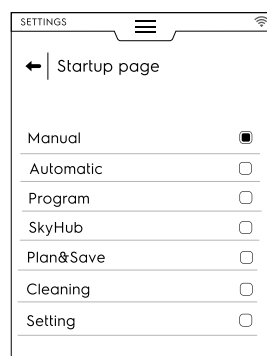 SETTINGS
Startup page
Manual
Automatic
Program
SkyHub
Plan&Save
Cleaning
Setting